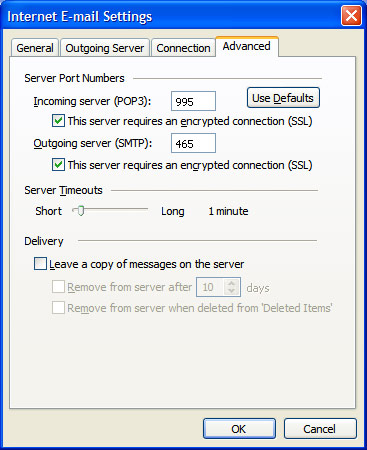 Internet E-mail Settings
General Outgoing Server Connection Advanced
Server Port Numbers
Incoming server (POP3): 995 Use Defaults
This server requires an encrypted connection (SSL)
Outgoing server (SMTP): 465
This server requires an encrypted connection (SSL)
Server Timeouts
Short Long 1 minute
Delivery
Leave a copy of messages on the server
Remove from server after 10 days
Remove from server when deleted from 'Deleted Items'
OK Cancel